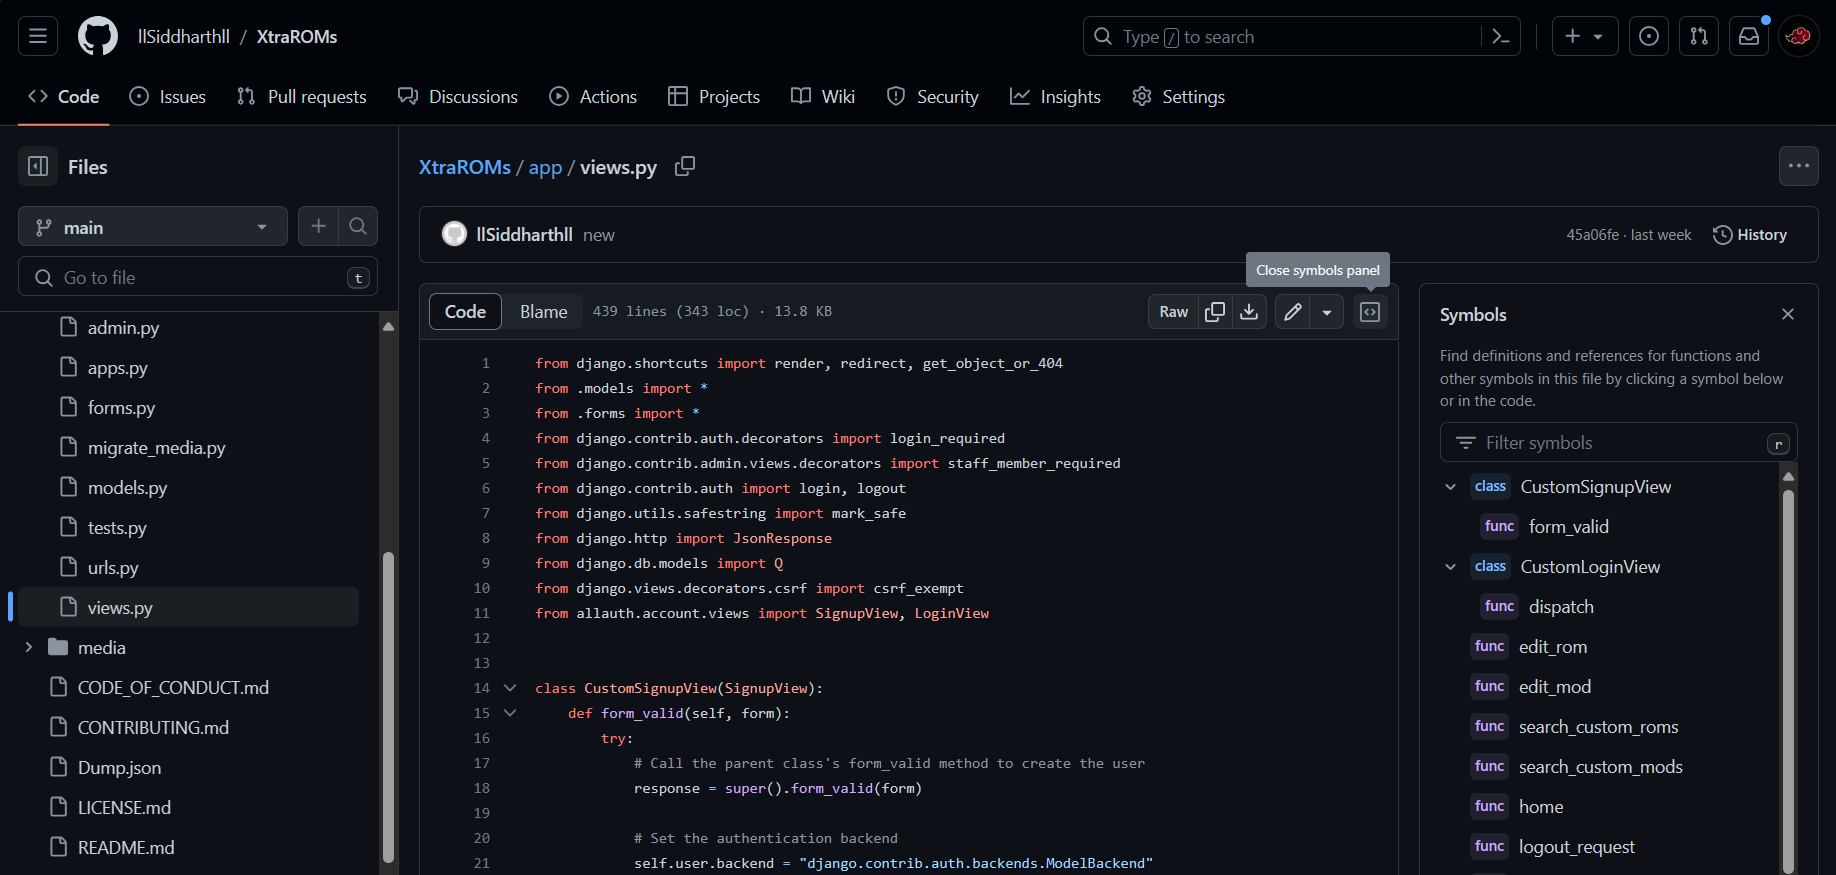 llSiddharthll / XtraROMs
Type / to search
Code
Issues
Pull requests
Discussions
Actions
Projects
Wiki
Security
Insights
Settings
Files
main
Go to file
t
admin.py
apps.py
forms.py
migrate_media.py
models.py
tests.py
urls.py
views.py
media
CODE_OF_CONDUCT.md
CONTRIBUTING.md
Dump.json
LICENSE.md
README.md
XtraROMs / app / views.py
llSiddharthll new
45a06fe · last week
History
Close symbols panel
Code
Blame
439 lines (343 loc) · 13.8 KB
Raw
1 from django.shortcuts import render, redirect, get_object_or_404
2 from .models import *
3 from .forms import *
4 from django.contrib.auth.decorators import login_required
5 from django.contrib.admin.views.decorators import staff_member_required
6 from django.contrib.auth import login, logout
7 from django.utils.safestring import mark_safe
8 from django.http import JsonResponse
9 from django.db.models import Q
10 from django.views.decorators.csrf import csrf_exempt
11 from allauth.account.views import SignupView, LoginView
12
13
14 class CustomSignupView(SignupView):
15 def form_valid(self, form):
16 try:
17 # Call the parent class's form_valid method to create the user
18 response = super().form_valid(form)
19
20 # Set the authentication backend
21 self.user.backend = "django.contrib.auth.backends.ModelBackend"
Symbols
Find definitions and references for functions and
other symbols in this file by clicking a symbol below
or in the code.
Filter symbols
r
class CustomSignupView
func form_valid
class CustomLoginView
func dispatch
func edit_rom
func edit_mod
func search_custom_roms
func search_custom_mods
func home
func logout_request